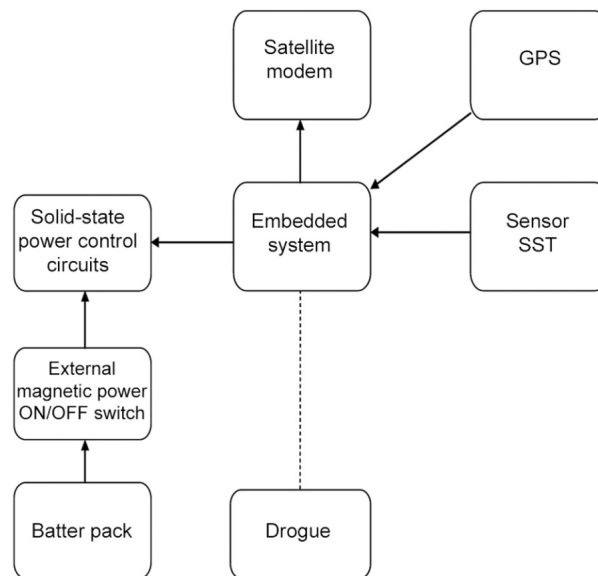 Satellite
modem
GPS
Solid-state
power control
circuits
Embedded
system
Sensor
SST
External
magnetic power
ON/OFF switch
Batter pack
Drogue